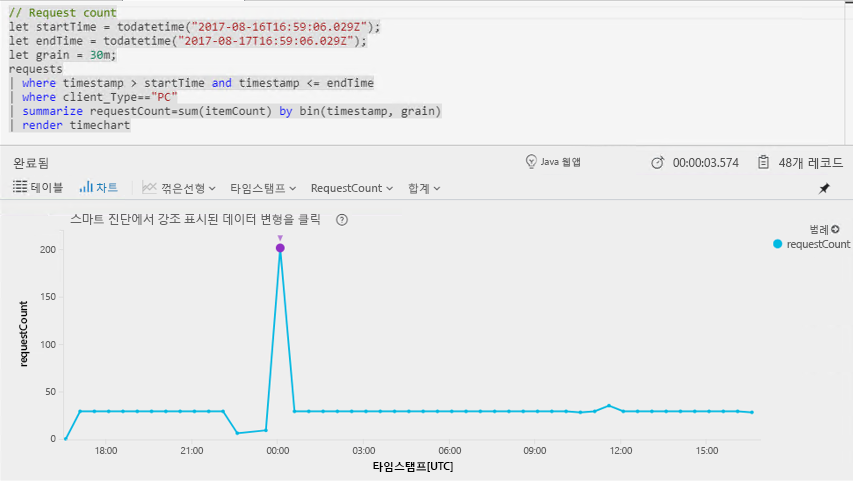 // Request count
let startTime = todatetime("2017-08-16T16:59:06.029Z");
let endTime = todatetime("2017-08-17T16:59:06.029Z");
let grain = 30m;
requests
| where timestamp > startTime and timestamp <= endTime
| where client_Type=="PC"
| summarize requestCount=sum(itemCount) by bin(timestamp, grain)
| render timechart
완료됨
Java 웹앱
00:00:03.574
48개 레코드
테이블
차트
꺾은선형
타임스탬프
RequestCount
합계
스마트 진단에서 강조 표시된 데이터 변형을 클릭 ?
범례
requestCount
200
150
100
50
0
requestCount
18:00
21:00
00:00
03:00
06:00
09:00
12:00
15:00
타임스탬프[UTC]